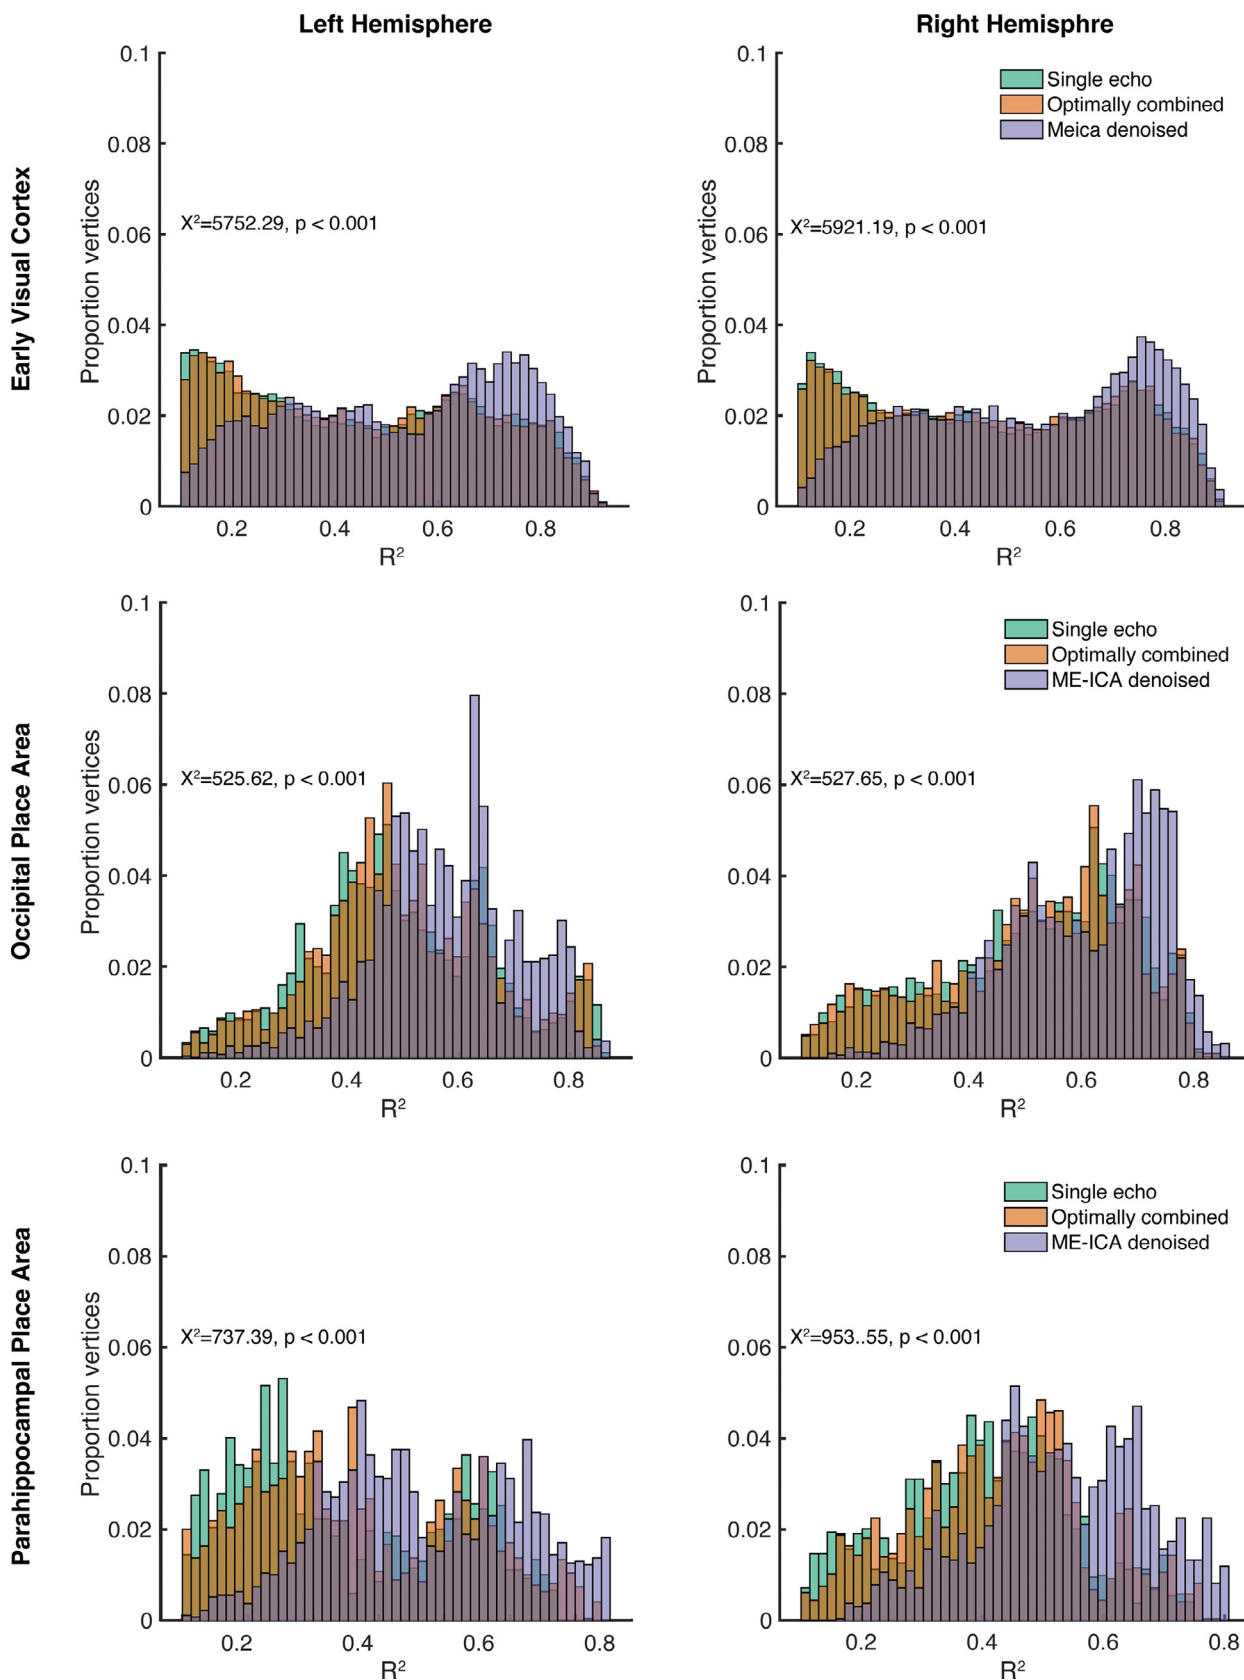 Left Hemisphere
Right Hemisphre
Early Visual Cortex
Proportion vertices
0.1
0.08
0.06
0.04
0.02
0
X²=5752.29, p < 0.001
0.2 0.4 0.6 0.8
R²
Proportion vertices
0.1
0.08
0.06
0.04
0.02
0
Single echo
Optimally combined
Meica denoised
X²=5921.19, p < 0.001
0.2 0.4 0.6 0.8
R²
Occipital Place Area
Proportion vertices
0.1
0.08
0.06
0.04
0.02
0
X²=525.62, p < 0.001
0.2 0.4 0.6 0.8
R²
Proportion vertices
0.1
0.08
0.06
0.04
0.02
0
Single echo
Optimally combined
ME-ICA denoised
X²=527.65, p < 0.001
0.2 0.4 0.6 0.8
R²
Parahippocampal Place Area
Proportion vertices
0.1
0.08
0.06
0.04
0.02
0
X²=737.39, p < 0.001
0.2 0.4 0.6 0.8
R²
Proportion vertices
0.1
0.08
0.06
0.04
0.02
0
Single echo
Optimally combined
ME-ICA denoised
X²=953..55, p < 0.001
0.2 0.4 0.6 0.8
R²